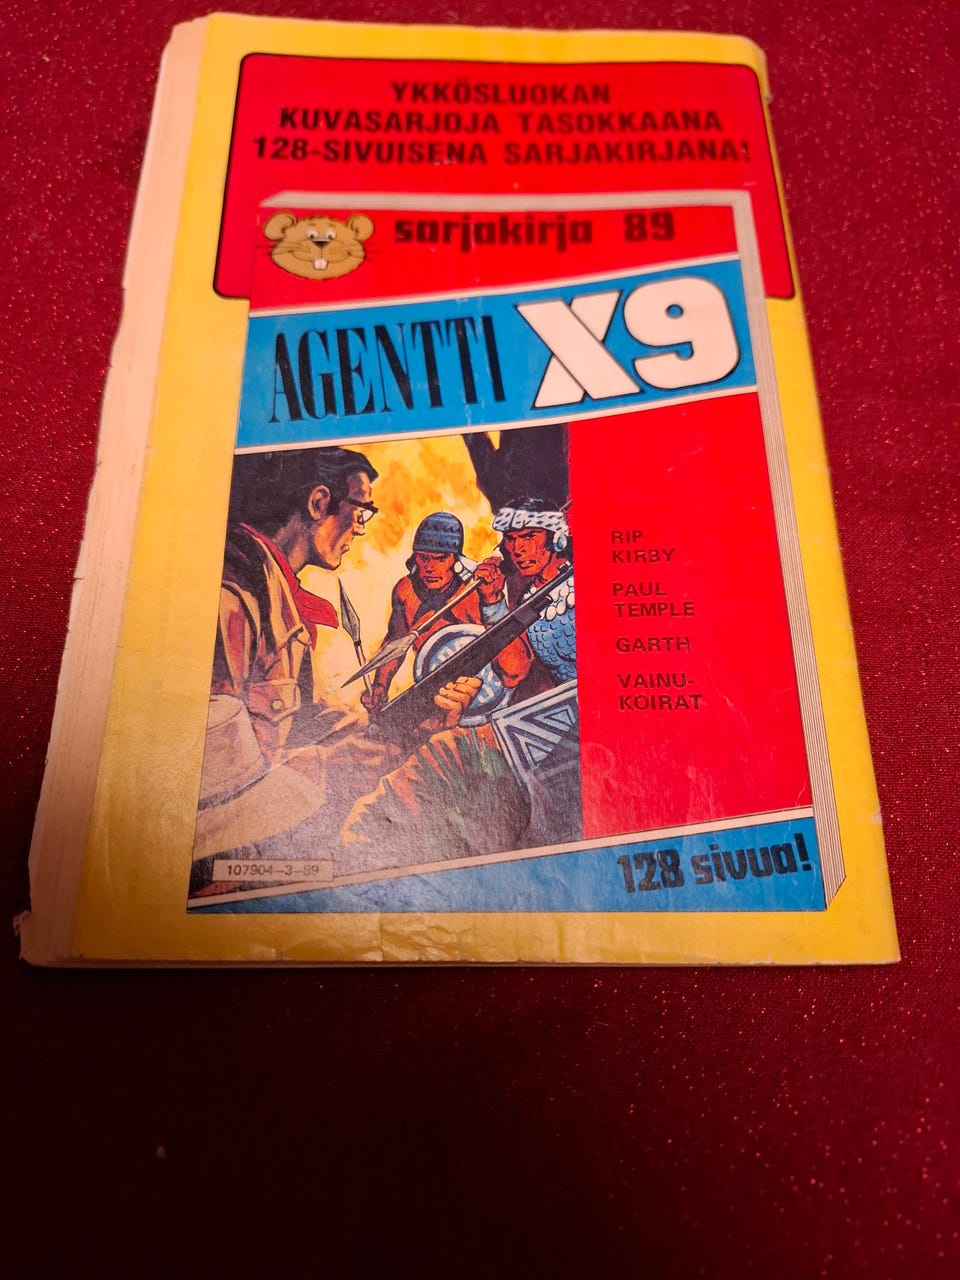 YKKÖSLUOKAN
KUVASARJOJA TASOKKAANA
128-SIVUISENA SARJAKIRJANA!
sarjakirja 89
AGENTTI X9
RIP
KIRBY
PAUL
TEMPLE
GARTH
VAINU-
KOIRAT
107904-3-89
128 sivua!